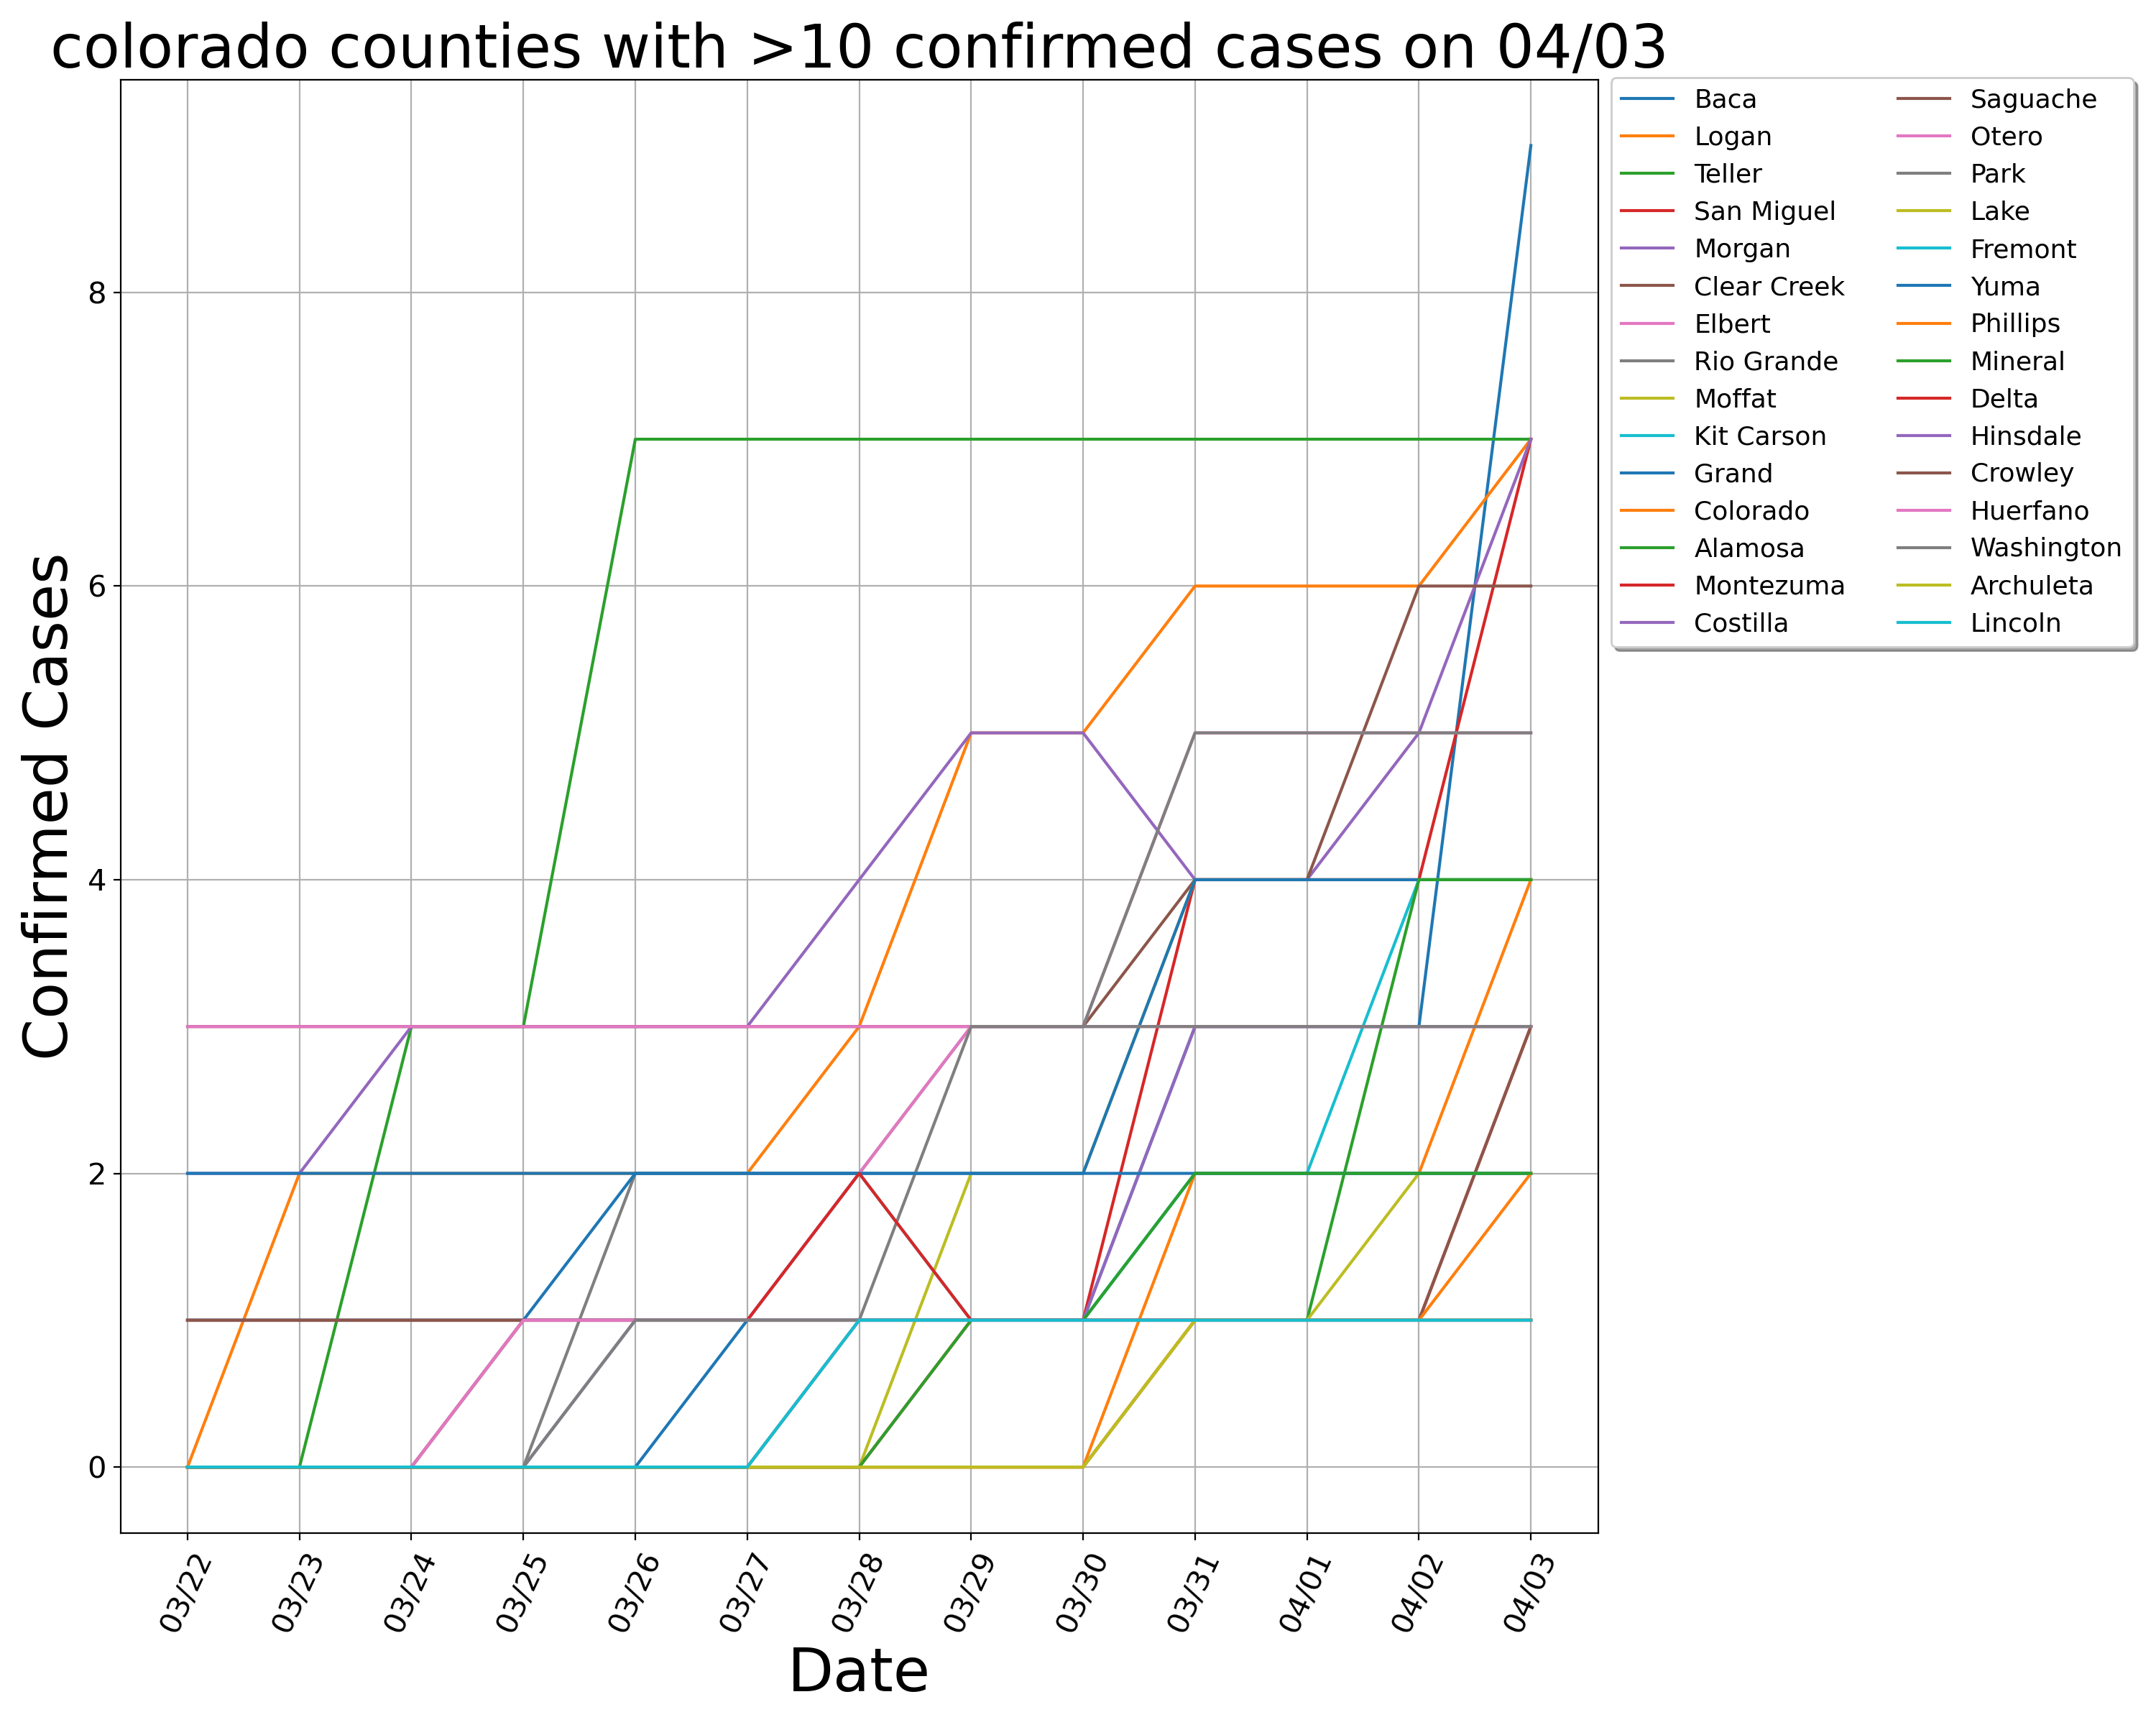 colorado counties with >10 confirmed cases on 04/03
Confirmed Cases
8
6
4
2
0
03/22
03/23
03/24
03/25
03/26
03/27
03/28
03/29
03/30
03/31
04/01
04/02
04/03
Date
Baca
Logan
Teller
San Miguel
Morgan
Clear Creek
Elbert
Rio Grande
Moffat
Kit Carson
Grand
Colorado
Alamosa
Montezuma
Costilla
Saguache
Otero
Park
Lake
Fremont
Yuma
Phillips
Mineral
Delta
Hinsdale
Crowley
Huerfano
Washington
Archuleta
Lincoln